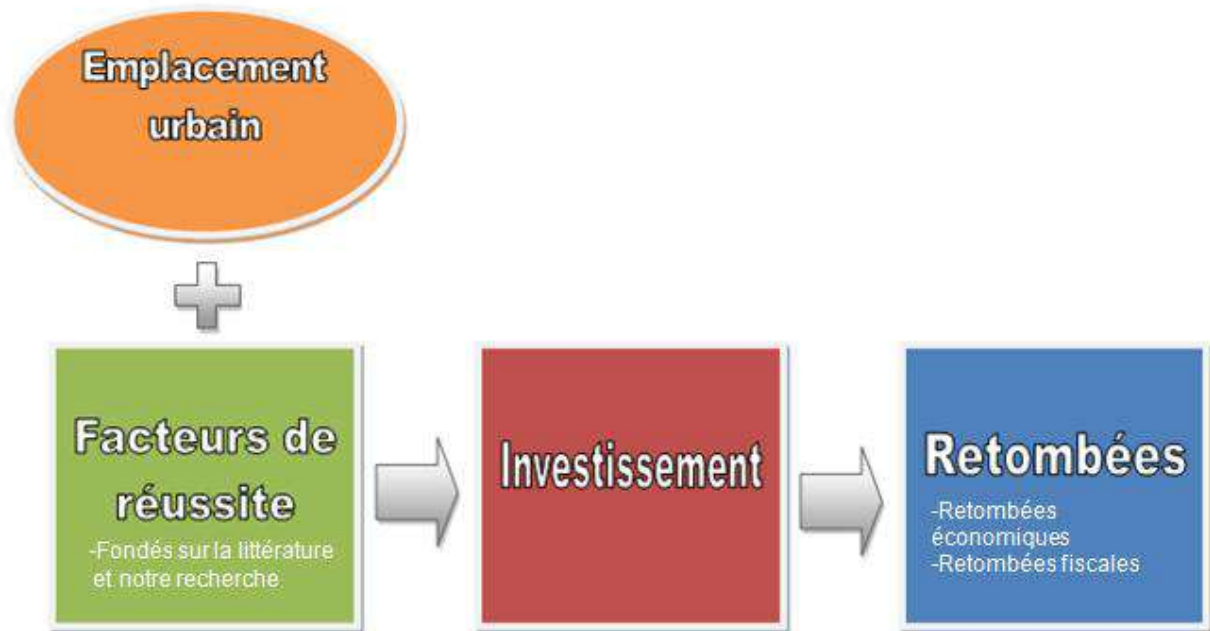 Emplacement
urbain
Facteurs de
réussite
-Fondés sur la littérature
et notre recherche
Investissement
Retombées
-Retombées
économiques
-Retombées fiscales